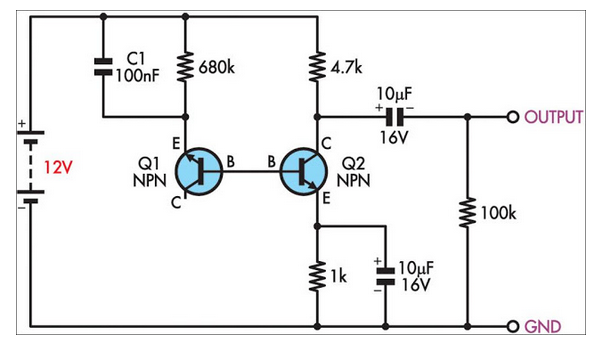 C1
100nF
680k
4.7k
10µF
+ −
16V
OUTPUT
+
12V
−
E
Q1
NPN
B
C
B
C
Q2
NPN
E
100k
1k
+
−
10µF
16V
GND